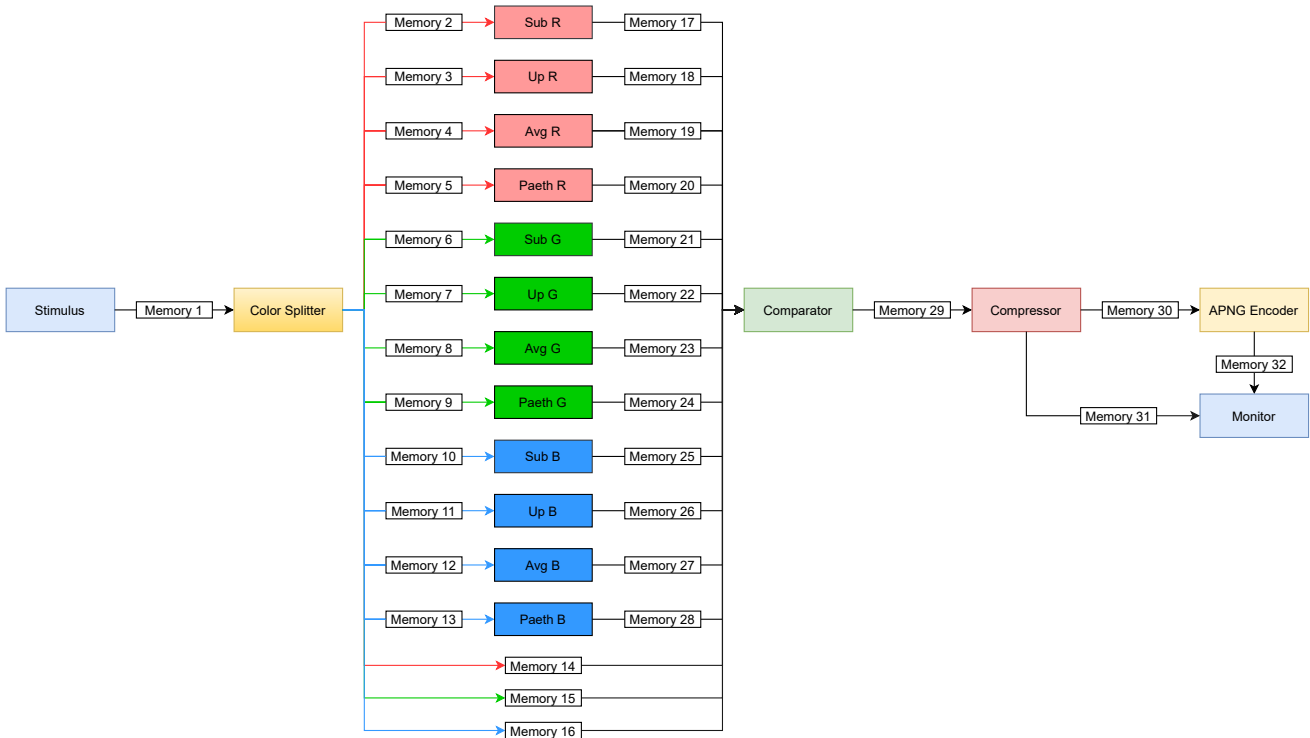 Memory 2
Sub R
Memory 17
Memory 3
Up R
Memory 18
Memory 4
Avg R
Memory 19
Memory 5
Paeth R
Memory 20
Memory 6
Sub G
Memory 21
Stimulus
Memory 1
Color Splitter
Memory 7
Up G
Memory 22
Comparator
Memory 29
Compressor
Memory 30
APNG Encoder
Memory 8
Avg G
Memory 23
Memory 32
Memory 9
Paeth G
Memory 24
Memory 31
Monitor
Memory 10
Sub B
Memory 25
Memory 11
Up B
Memory 26
Memory 12
Avg B
Memory 27
Memory 13
Paeth B
Memory 28
Memory 14
Memory 15
Memory 16